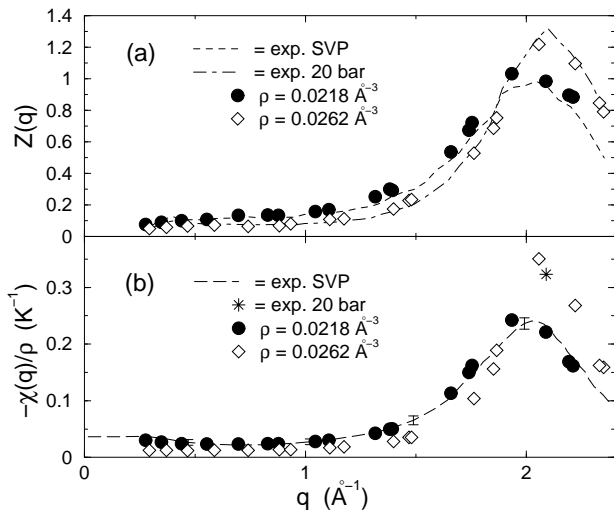 1.4
1.2
1
0.8
0.6
0.4
0.2
0
Z(q)
(a)
= exp. SVP
= exp. 20 bar
ρ = 0.0218 Å⁻³
ρ = 0.0262 Å⁻³
0.3
0.2
0.1
0
−χ(q)/ρ (K⁻¹)
(b)
= exp. SVP
= exp. 20 bar
ρ = 0.0218 Å⁻³
ρ = 0.0262 Å⁻³
0 1 2
q (Å⁻¹)